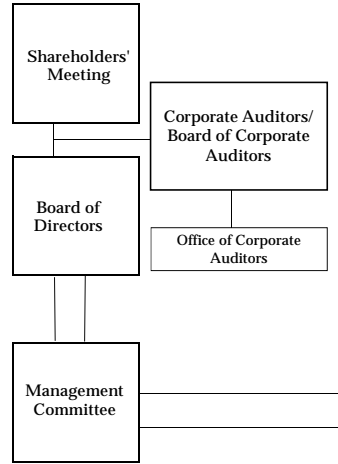 Shareholders'
Meeting
Corporate Auditors/
Board of Corporate
Auditors
Board of
Directors
Office of Corporate
Auditors
Management
Committee